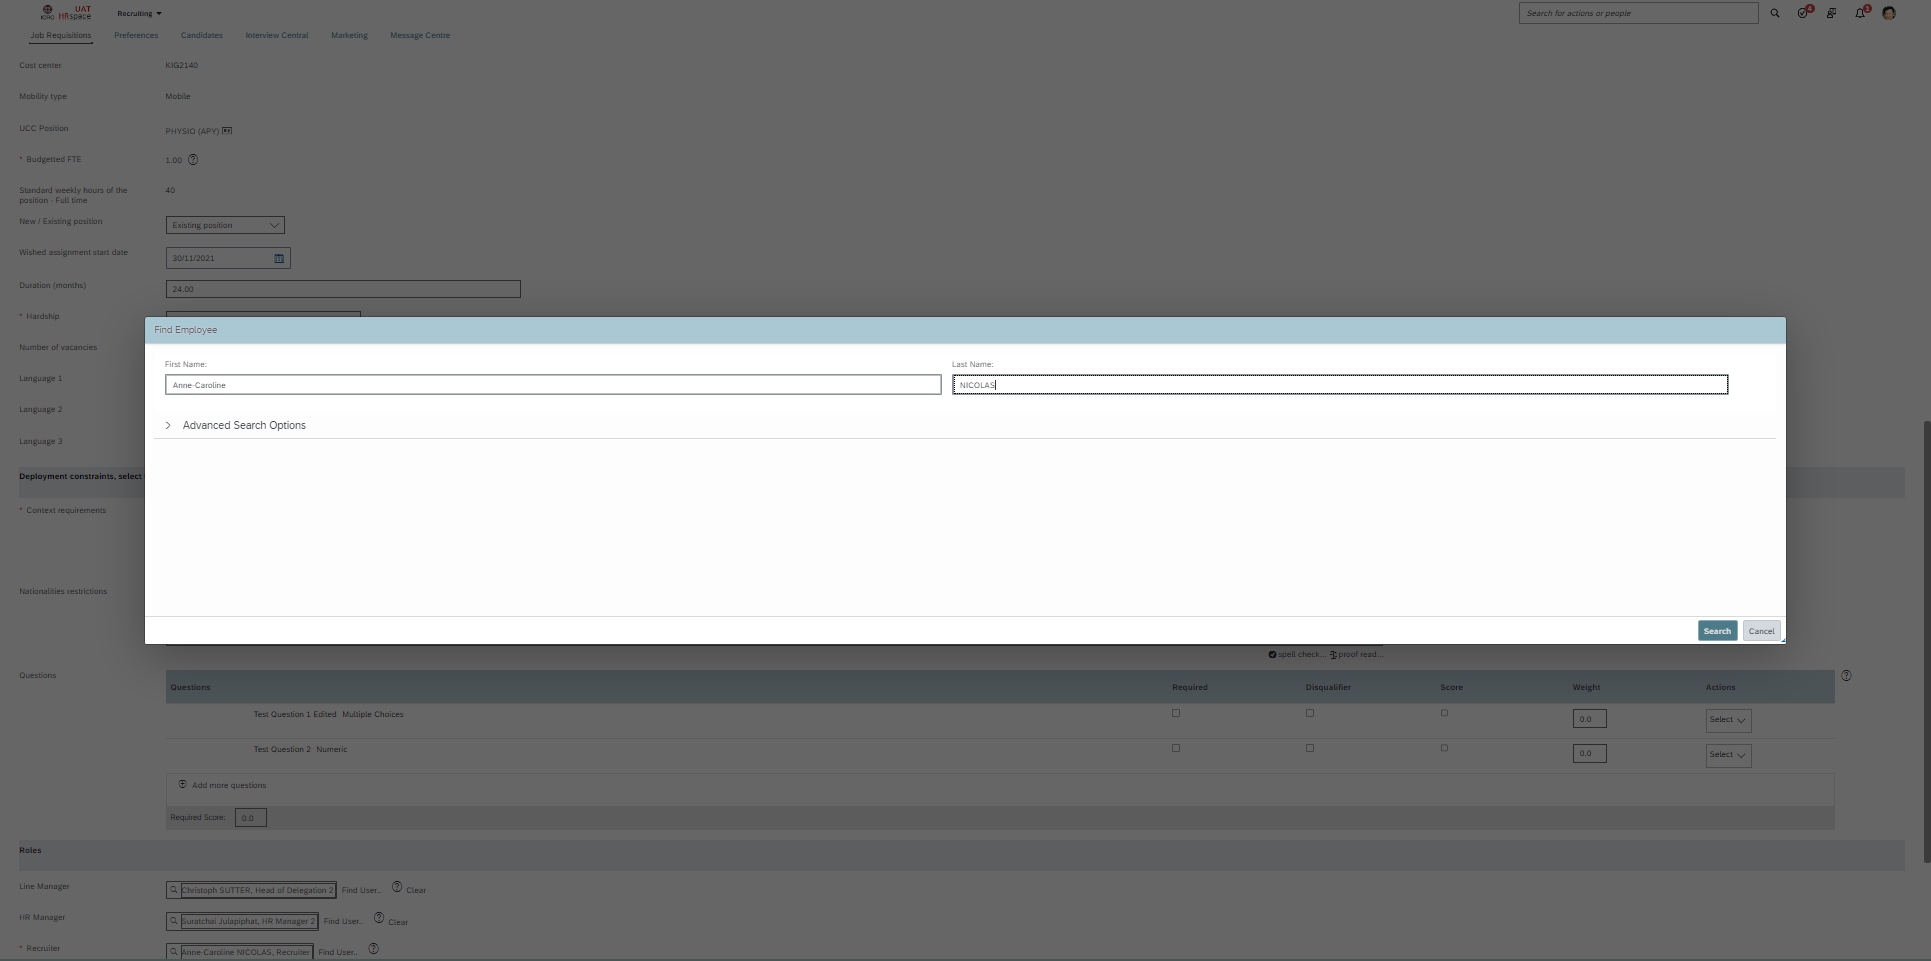 ICRC UAT HRspace
Recruiting
Search for actions or people
4
1
Job Requisitions Preferences Candidates Interview Central Marketing Message Centre
Cost center KIG2140
Mobility type Mobile
UCC Position PHYSIO (APY)
* Budgetted FTE 1.00
Standard weekly hours of the
position - Full time 40
New / Existing position Existing position
Wished assignment start date 30/11/2021
Duration (months) 24.00
* Hardship
Number of vacancies
Language 1
Language 2
Language 3
Deployment constraints, select
* Context requirements
Nationalities restrictions
Find Employee
First Name: Last Name:
Anne-Caroline NICOLAS
Advanced Search Options
Search Cancel
spell check... proof read...
Questions
Questions Required Disqualifier Score Weight Actions
Test Question 1 Edited Multiple Choices 0.0 Select
Test Question 2 Numeric 0.0 Select
Add more questions
Required Score: 0.0
Roles
Line Manager Christoph SUTTER, Head of Delegation 2 Find User... Clear
HR Manager Suratchai Julapiphat, HR Manager 2 Find User... Clear
* Recruiter Anne-Caroline NICOLAS, Recruiter Find User...